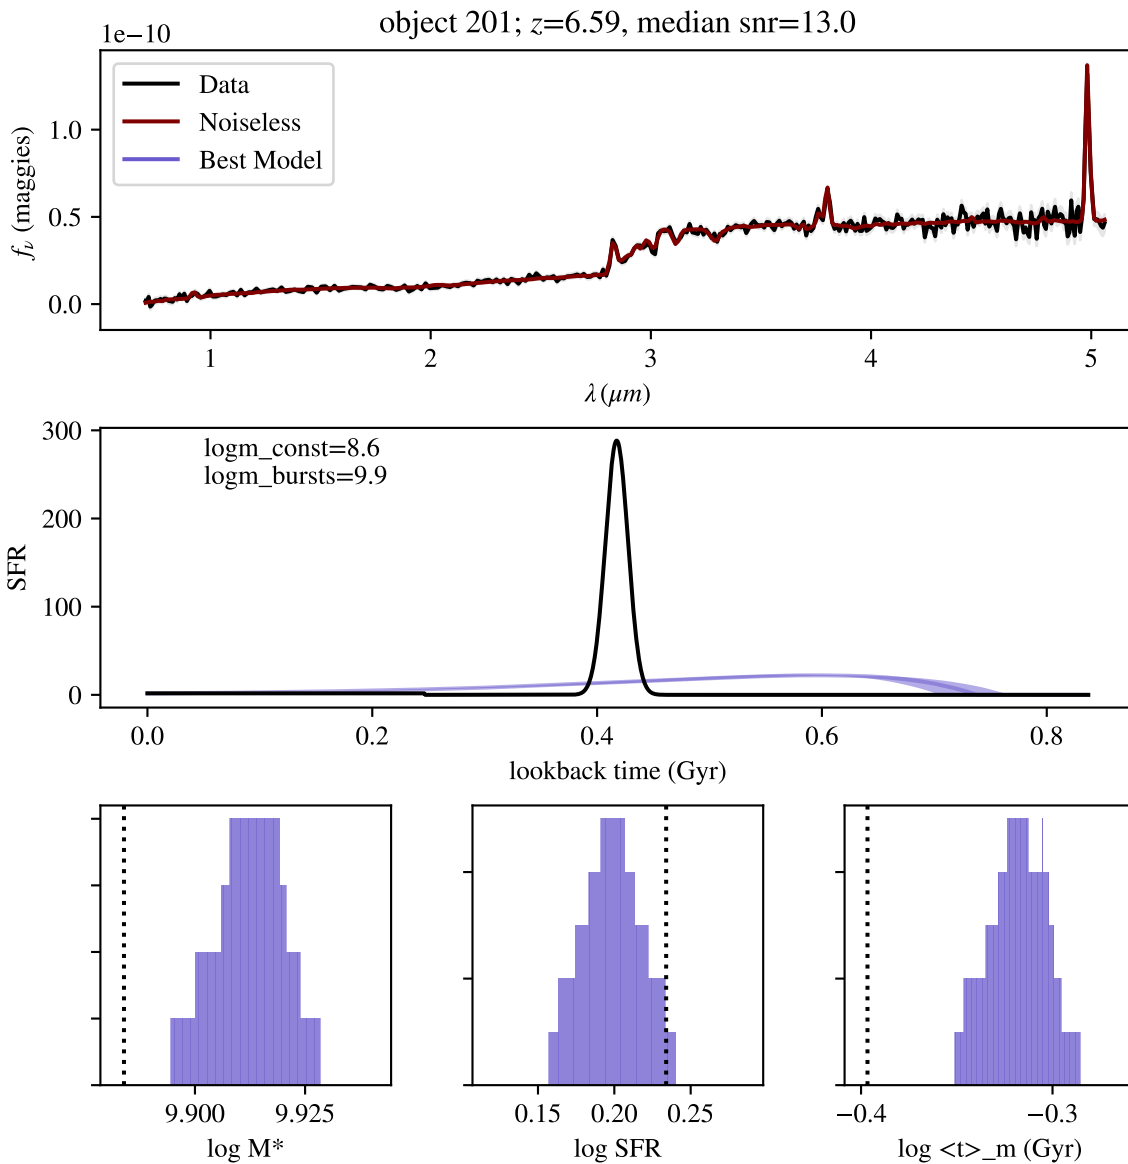 object 201; z=6.59, median snr=13.0
1e−10
Data
Noiseless
Best Model
1.0
0.5
0.0
fν (maggies)
1 2 3 4 5
λ(μm)
logm_const=8.6
logm_bursts=9.9
300
200
100
0
SFR
0.0 0.2 0.4 0.6 0.8
lookback time (Gyr)
9.900 9.925
log M*
0.15 0.20 0.25
log SFR
−0.4 −0.3
log <t>_m (Gyr)